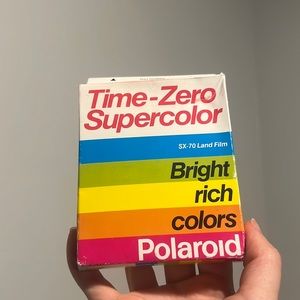 Time-Zero
Supercolor
SX-70 Land Film
Bright
rich
colors
Polaroid